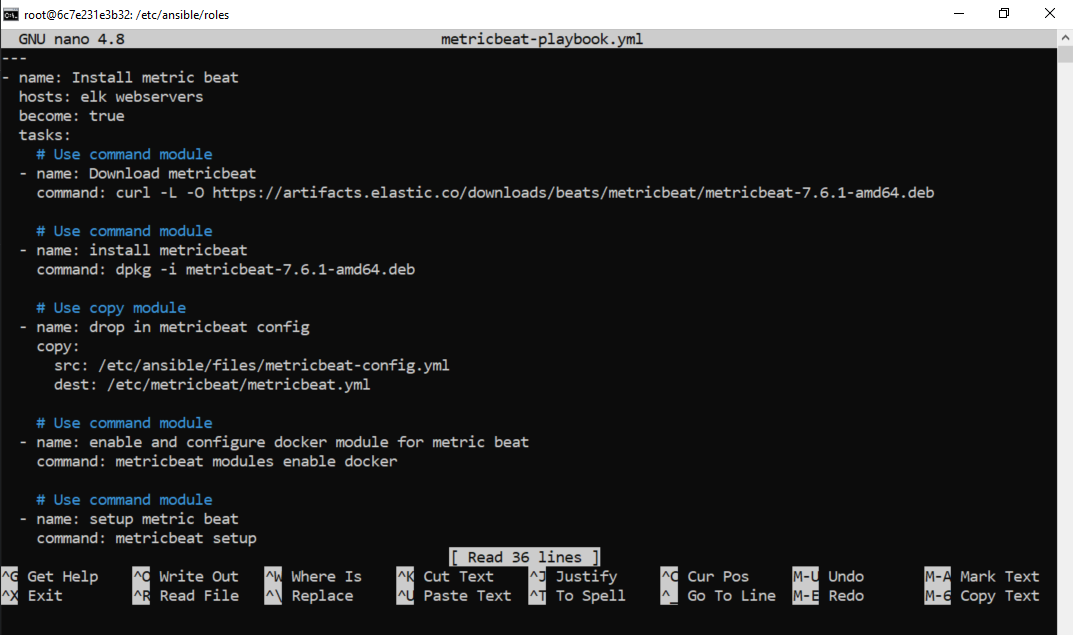 root@6c7e231e3b32: /etc/ansible/roles
GNU nano 4.8 metricbeat-playbook.yml
---
- name: Install metric beat
  hosts: elk webservers
  become: true
  tasks:
    # Use command module
  - name: Download metricbeat
    command: curl -L -O https://artifacts.elastic.co/downloads/beats/metricbeat/metricbeat-7.6.1-amd64.deb
    # Use command module
  - name: install metricbeat
    command: dpkg -i metricbeat-7.6.1-amd64.deb
    # Use copy module
  - name: drop in metricbeat config
    copy:
      src: /etc/ansible/files/metricbeat-config.yml
      dest: /etc/metricbeat/metricbeat.yml
    # Use command module
  - name: enable and configure docker module for metric beat
    command: metricbeat modules enable docker
    # Use command module
  - name: setup metric beat
    command: metricbeat setup
[ Read 36 lines ]
^G Get Help ^O Write Out ^W Where Is ^K Cut Text ^J Justify ^C Cur Pos M-U Undo M-A Mark Text
^X Exit ^R Read File ^\ Replace ^U Paste Text ^T To Spell ^_ Go To Line M-E Redo M-6 Copy Text